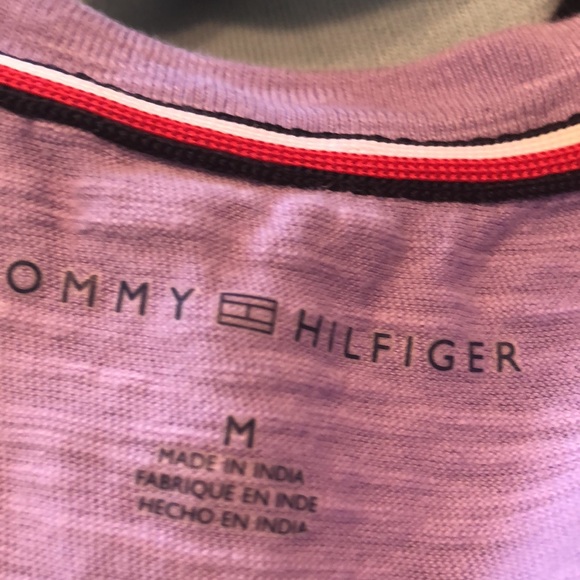 OMMY HILFIGER
M
MADE IN INDIA
FABRIQUE EN INDE
HECHO EN INDIA